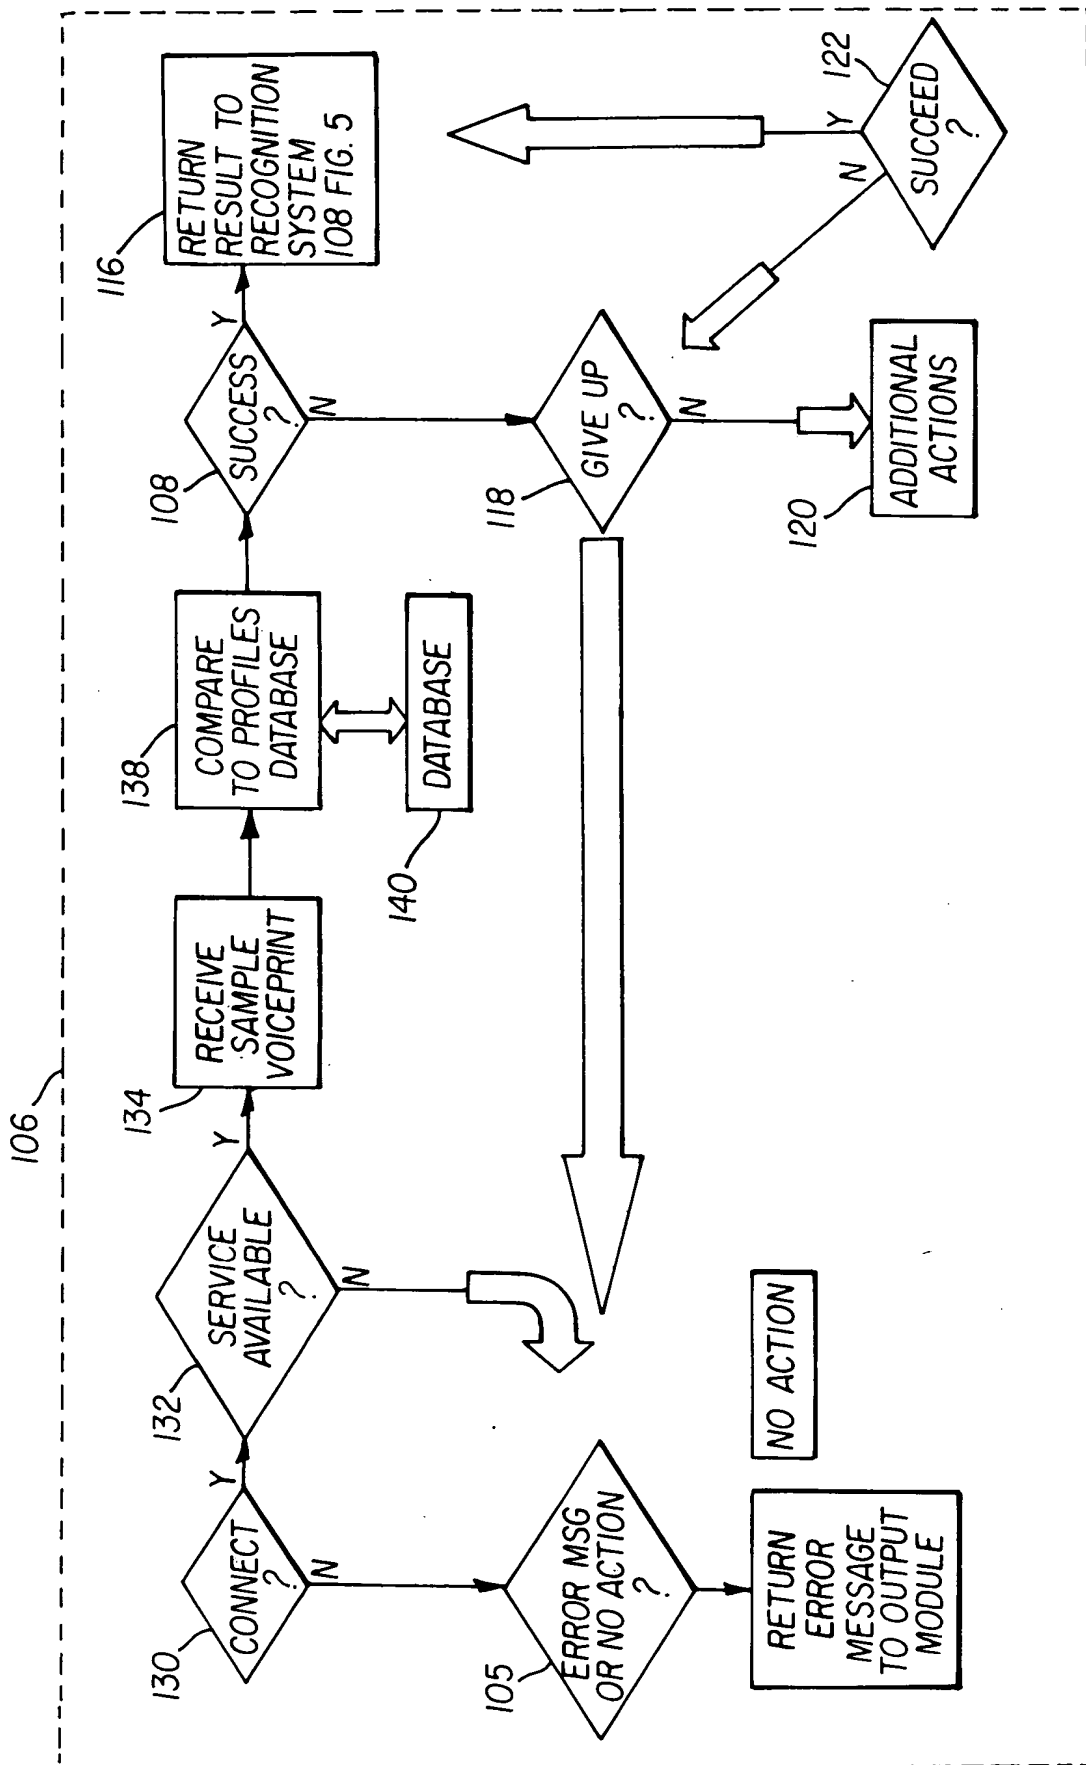 106
130
CONNECT
?
Y
N
132
SERVICE
AVAILABLE
?
Y
N
134
RECEIVE
SAMPLE
VOICEPRINT
138
COMPARE
TO PROFILES
DATABASE
140
DATABASE
108
SUCCESS
?
Y
N
116
RETURN
RESULT TO
RECOGNITION
SYSTEM
108 FIG. 5
105
ERROR MSG
OR NO ACTION
?
RETURN
ERROR
MESSAGE
TO OUTPUT
MODULE
NO ACTION
118
GIVE UP
?
N
120
ADDITIONAL
ACTIONS
122
SUCCEED
?
Y
N